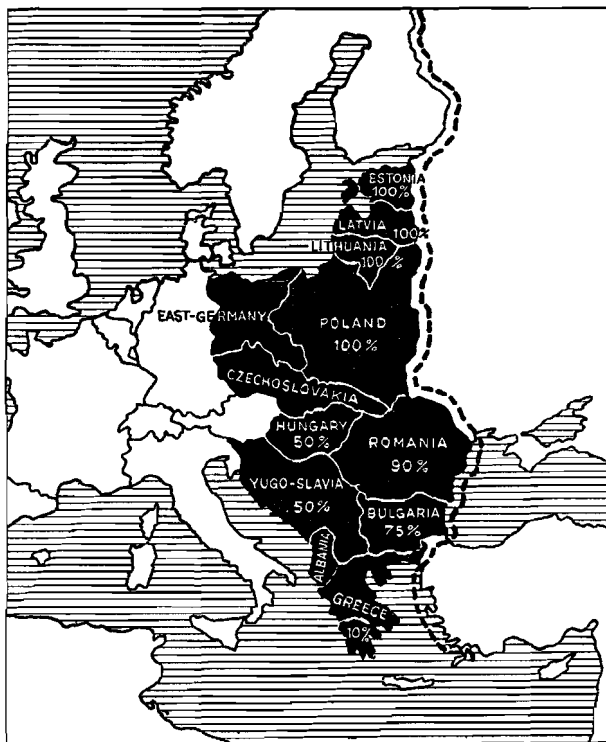 ESTONIA
100%
LATVIA 100%
LITHUANIA
100%
EAST-GERMANY
POLAND
100%
CZECHOSLOVAKIA
HUNGARY
50%
ROMANIA
90%
YUGO-SLAVIA
50%
BULGARIA
75%
ALBANIA
GREECE
10%